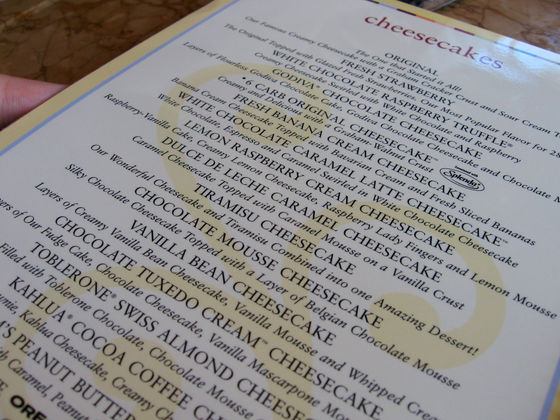 cheesecakes
ORIGINAL
The One that Started it All!
Our Famous Creamy Cheesecake with a Graham Cracker Crust and Sour Cream
FRESH STRAWBERRY
The Original Topped with Glazed Fresh Strawberries. Our Most Popular Flavor for
WHITE CHOCOLATE RASPBERRY TRUFFLE®
Creamy Cheesecake Swirled with White Chocolate and Raspberry
GODIVA® CHOCOLATE CHEESECAKE
Layers of Flourless Godiva Chocolate Cake, Godiva Chocolate Cheesecake and Chocolate
"6 CARB ORIGINAL CHEESECAKE"
Creamy and Delicious with a Walnut Crust
Splenda
FRESH BANANA CREAM CHEESECAKE
Banana Cream Cheesecake Topped with Bavarian Cream and Fresh Sliced Bananas
WHITE CHOCOLATE CARAMEL LATTE CHEESECAKE™
White Chocolate, Espresso and Caramel Swirled in White Chocolate Cheesecake
LEMON RASPBERRY CREAM CHEESECAKE
Raspberry Vanilla Cake, Creamy Lemon Cheesecake, Raspberry Lady Fingers and Lemon Mousse
DULCE DE LECHE CARAMEL CHEESECAKE
Caramel Cheesecake Topped with Caramel Mousse on a Vanilla Crust
TIRAMISU CHEESECAKE
Our Wonderful Cheesecake and Tiramisu Combined into one Amazing Dessert!
CHOCOLATE MOUSSE CHEESECAKE
Silky Chocolate Cheesecake Topped with a Layer of Belgian Chocolate Mousse
VANILLA BEAN CHEESECAKE
Layers of Creamy Vanilla Bean Cheesecake, Vanilla Mousse and Whipped
CHOCOLATE TUXEDO CREAM™ CHEESECAKE
of Our Fudge Cake, Chocolate Cheesecake, Vanilla Mascarpone Mousse
TOBLERONE® SWISS ALMOND CHEESECAKE
Filled with Toblerone Chocolate, Chocolate Mousse
KAHLUA® COCOA COFFEE
Kahlua Cheesecake, Creamy
PEANUT BUTTER
Caramel, Peanut